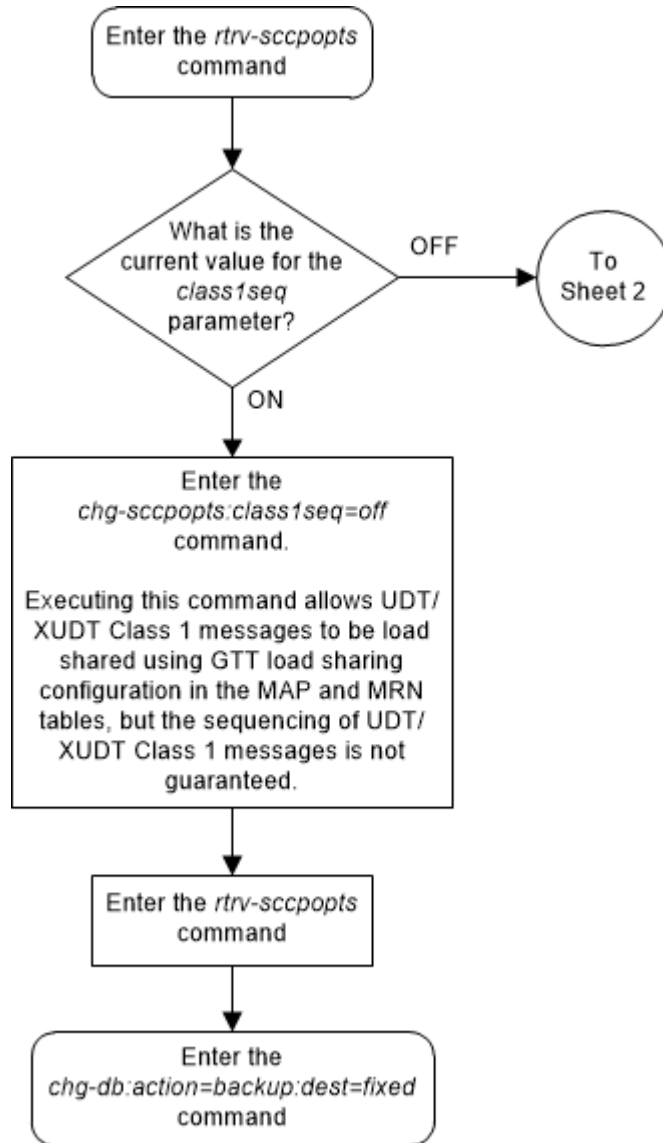 Enter the rtrv-sccpopts
command
What is the
current value for the
class1seq
parameter?
OFF
To
Sheet 2
ON
Enter the
chg-sccpopts:class1seq=off
command.
Executing this command allows UDT/
XUDT Class 1 messages to be load
shared using GTT load sharing
configuration in the MAP and MRN
tables, but the sequencing of UDT/
XUDT Class 1 messages is not
guaranteed.
Enter the rtrv-sccpopts
command
Enter the
chg-db:action=backup:dest=fixed
command